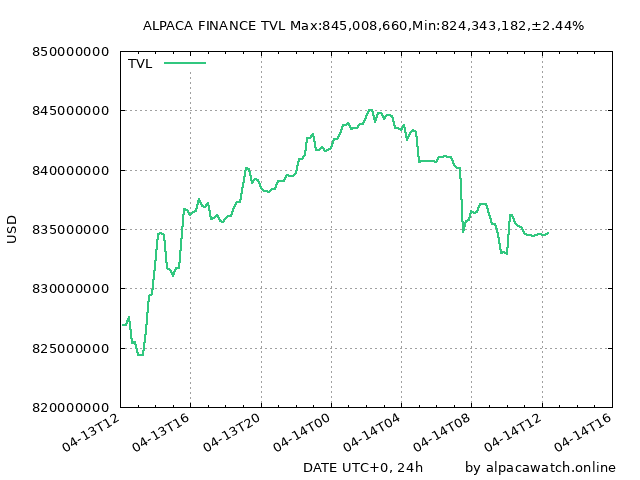 ALPACA FINANCE TVL Max:845,008,660,Min:824,343,182,±2.44%
850000000
TVL
845000000
840000000
835000000
USD
830000000
825000000
820000000
04-13T12 04-13T16 04-13T20 04-14T00 04-14T04 04-14T08 04-14T12 04-14T16
DATE UTC+0, 24h by alpacawatch.online